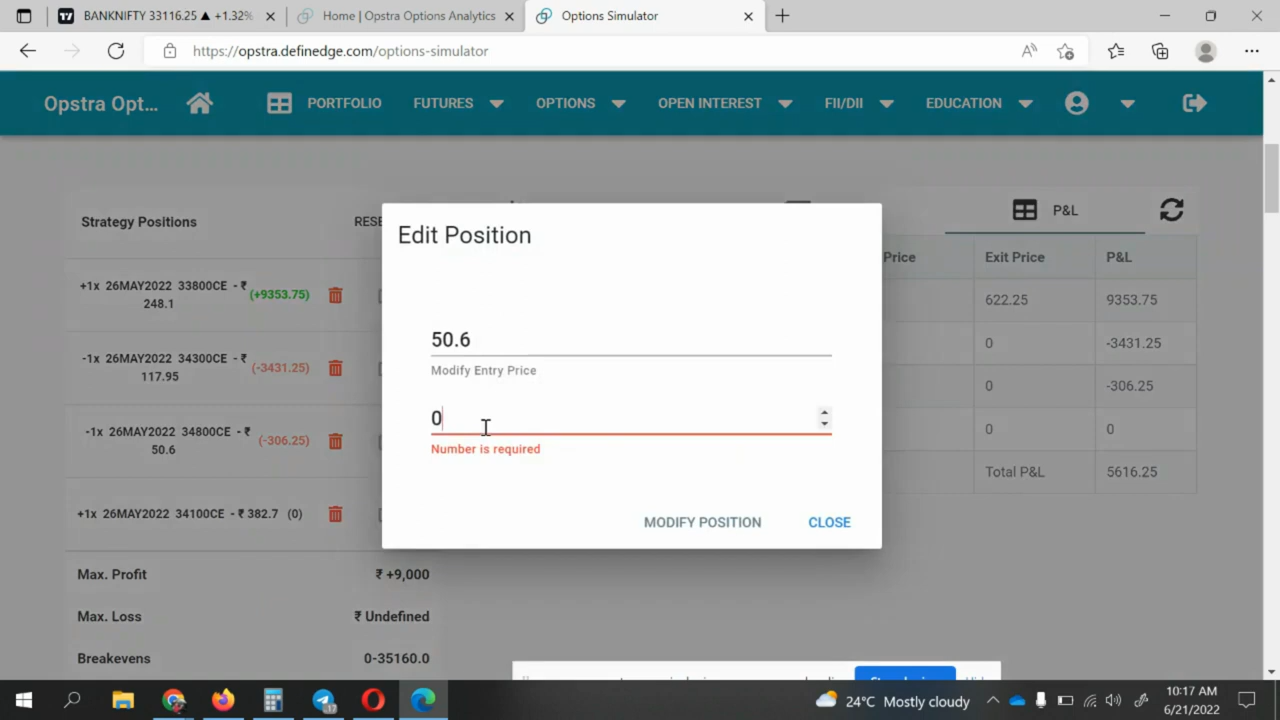 BANKNIFTY 33116.25 ▲ +1.32%
Home | Opstra Options Analytics
Options Simulator
https://opstra.definedge.com/options-simulator
Opstra Opt...
PORTFOLIO
FUTURES
OPTIONS
OPEN INTEREST
FII/DII
EDUCATION
Strategy Positions
RESE
P&L
Price
Exit Price
P&L
+1x 26MAY2022 33800CE - ₹
248.1
(+9353.75)
622.25
9353.75
-1x 26MAY2022 34300CE - ₹
117.95
(-3431.25)
0
-3431.25
-1x 26MAY2022 34800CE - ₹
50.6
(-306.25)
0
-306.25
0
0
Total P&L
5616.25
+1x 26MAY2022 34100CE - ₹ 382.7 (0)
Max. Profit
₹ +9,000
Max. Loss
₹ Undefined
Breakevens
0-35160.0
Edit Position
50.6
Modify Entry Price
0
Number is required
MODIFY POSITION
CLOSE
17
24°C Mostly cloudy
10:17 AM
6/21/2022